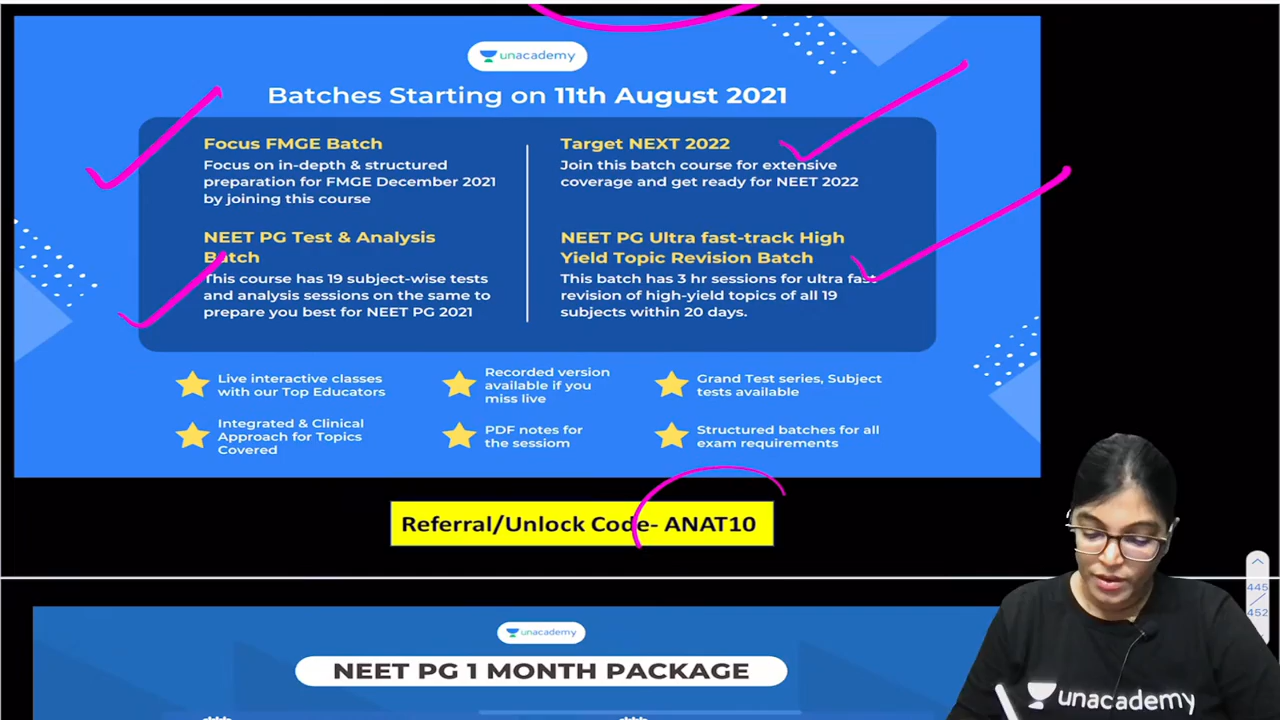 unacademy
Batches Starting on 11th August 2021
Focus FMGE Batch
Focus on in-depth & structured
preparation for FMGE December 2021
by joining this course
NEET PG Test & Analysis
Batch
This course has 19 subject-wise tests
and analysis sessions on the same to
prepare you best for NEET PG 2021
Target NEXT 2022
Join this batch course for extensive
coverage and get ready for NEET 2022
NEET PG Ultra fast-track High
Yield Topic Revision Batch
This batch has 3 hr sessions for ultra fast
revision of high-yield topics of all 19
subjects within 20 days.
Live interactive classes
with our Top Educators
Recorded version
available if you
miss live
Grand Test series, Subject
tests available
Integrated & Clinical
Approach for Topics
Covered
PDF notes for
the sessiom
Structured batches for all
exam requirements
Referral/Unlock Code- ANAT10
445
452
unacademy
NEET PG 1 MONTH PACKAGE
unacademy